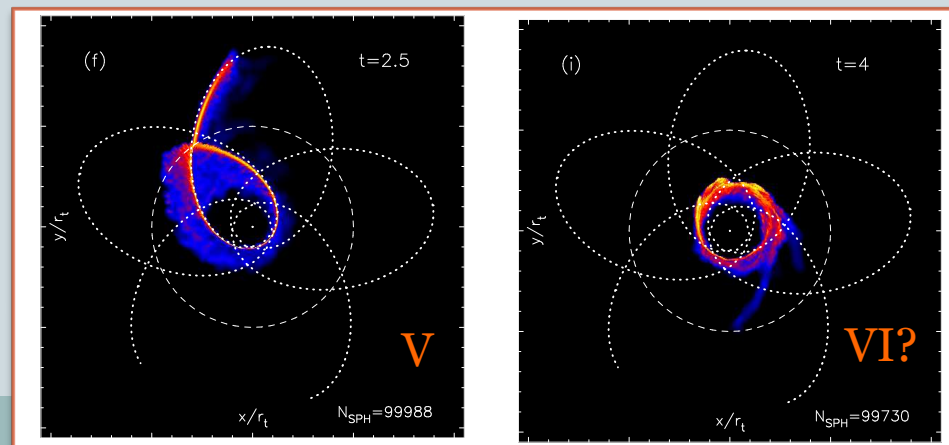 (f)
t=2.5
y/r_t
V
x/r_t
N_SPH=99988
(i)
t=4
y/r_t
VI?
x/r_t
N_SPH=99730